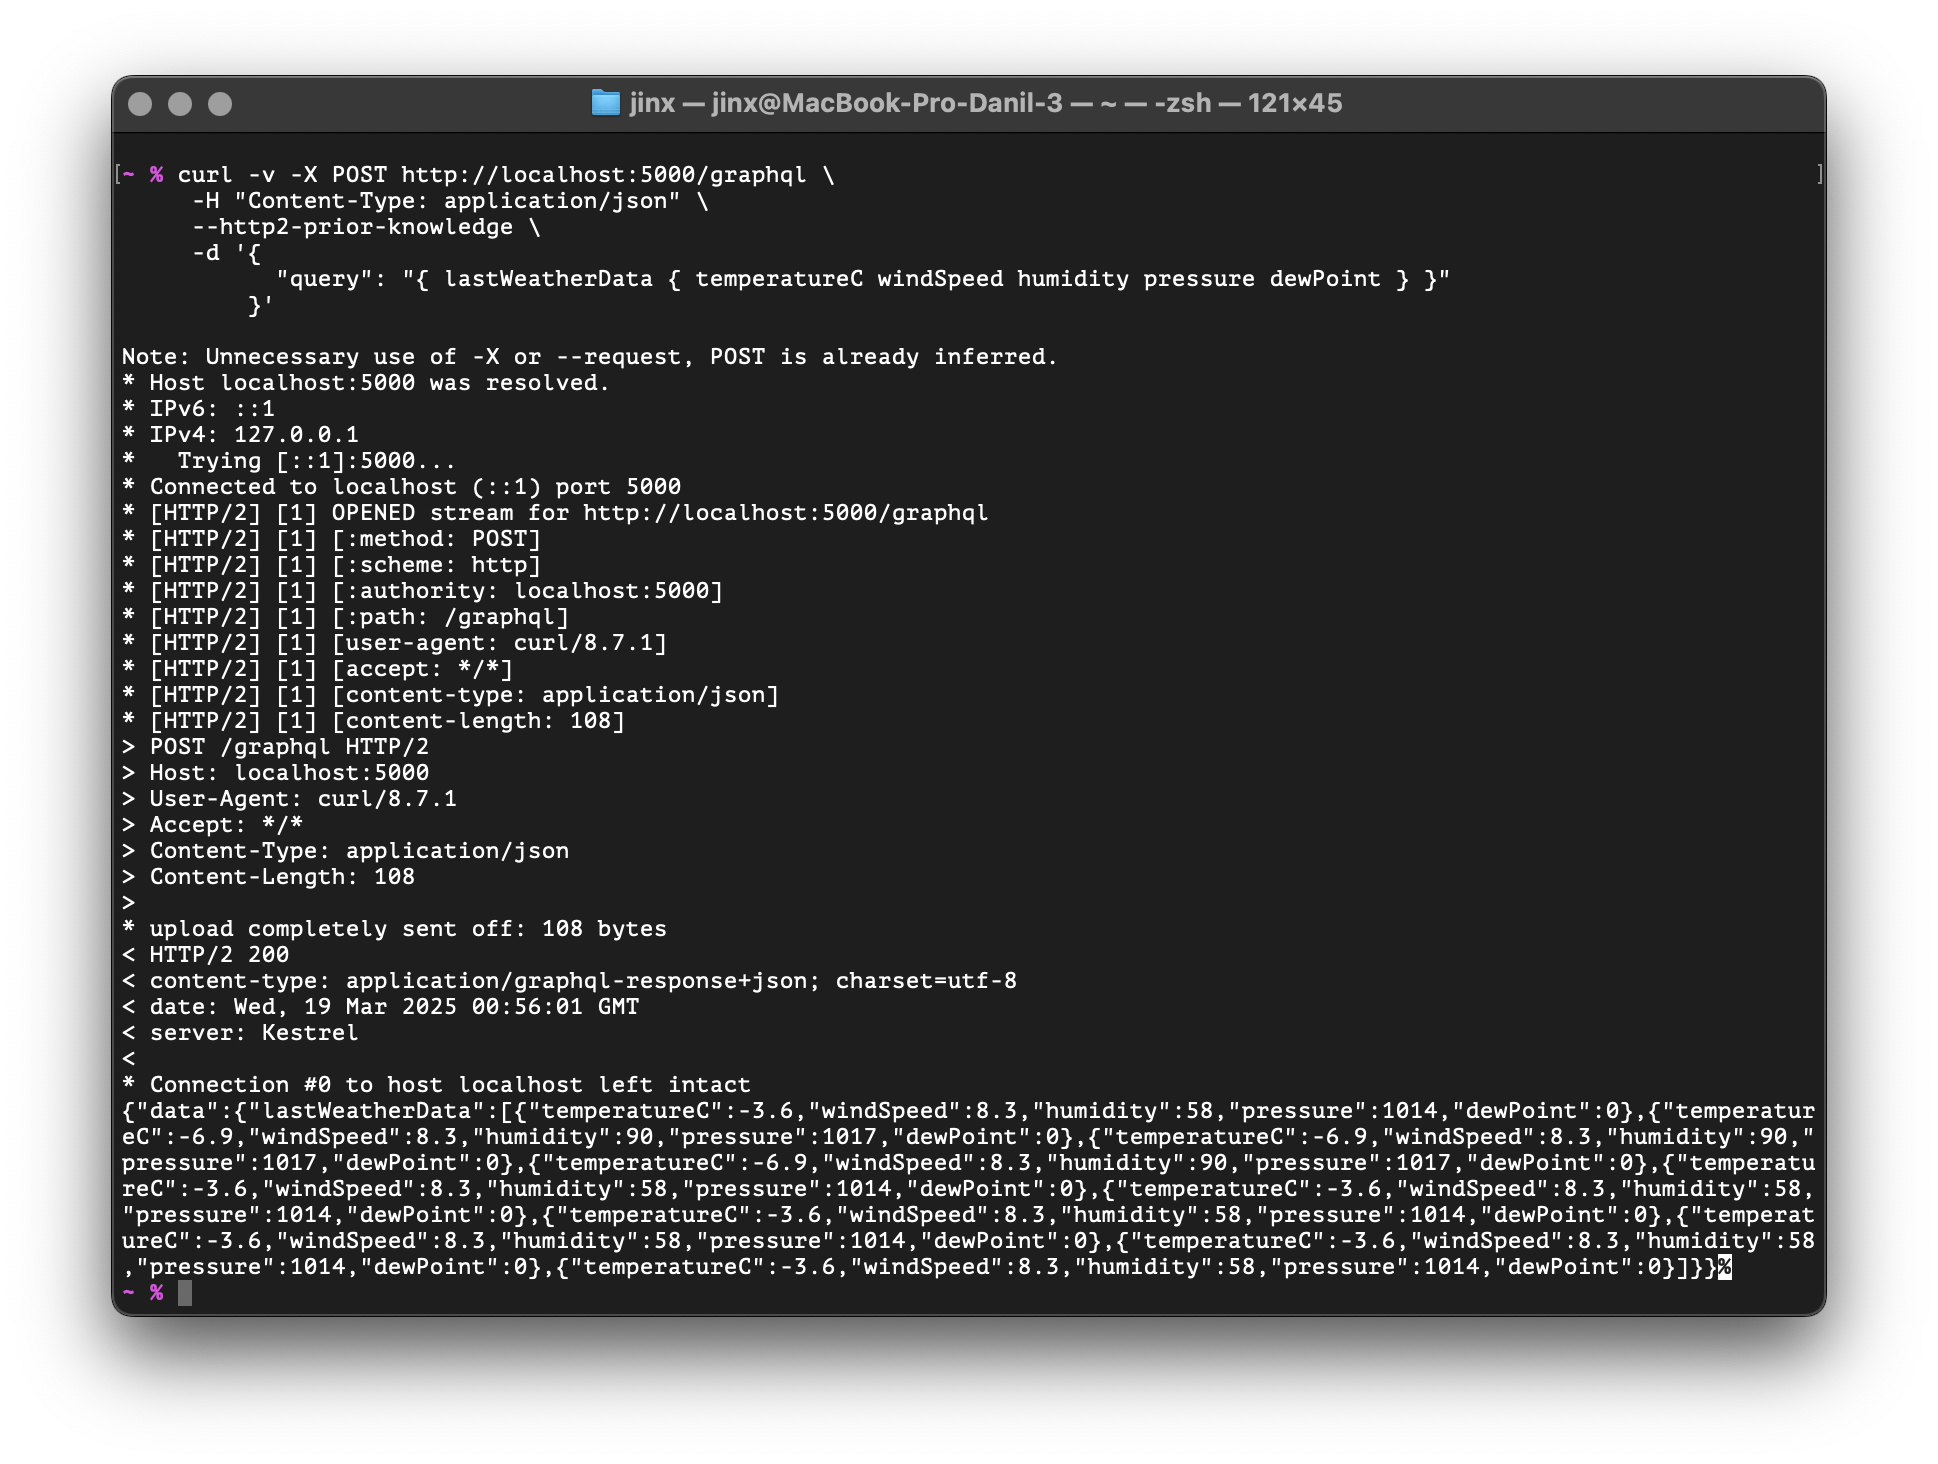 jinx — jinx@MacBook-Pro-Danil-3 — ~ — -zsh — 121×45
[~ % curl -v -X POST http://localhost:5000/graphql \ ]
     -H "Content-Type: application/json" \
     --http2-prior-knowledge \
     -d '{
           "query": "{ lastWeatherData { temperatureC windSpeed humidity pressure dewPoint } }"
         }'
Note: Unnecessary use of -X or --request, POST is already inferred.
* Host localhost:5000 was resolved.
* IPv6: ::1
* IPv4: 127.0.0.1
*   Trying [::1]:5000...
* Connected to localhost (::1) port 5000
* [HTTP/2] [1] OPENED stream for http://localhost:5000/graphql
* [HTTP/2] [1] [:method: POST]
* [HTTP/2] [1] [:scheme: http]
* [HTTP/2] [1] [:authority: localhost:5000]
* [HTTP/2] [1] [:path: /graphql]
* [HTTP/2] [1] [user-agent: curl/8.7.1]
* [HTTP/2] [1] [accept: */*]
* [HTTP/2] [1] [content-type: application/json]
* [HTTP/2] [1] [content-length: 108]
> POST /graphql HTTP/2
> Host: localhost:5000
> User-Agent: curl/8.7.1
> Accept: */*
> Content-Type: application/json
> Content-Length: 108
>
* upload completely sent off: 108 bytes
< HTTP/2 200
< content-type: application/graphql-response+json; charset=utf-8
< date: Wed, 19 Mar 2025 00:56:01 GMT
< server: Kestrel
<
* Connection #0 to host localhost left intact
{"data":{"lastWeatherData":[{"temperatureC":-3.6,"windSpeed":8.3,"humidity":58,"pressure":1014,"dewPoint":0},{"temperatur
eC":-6.9,"windSpeed":8.3,"humidity":90,"pressure":1017,"dewPoint":0},{"temperatureC":-6.9,"windSpeed":8.3,"humidity":90,"
pressure":1017,"dewPoint":0},{"temperatureC":-6.9,"windSpeed":8.3,"humidity":90,"pressure":1017,"dewPoint":0},{"temperatu
reC":-3.6,"windSpeed":8.3,"humidity":58,"pressure":1014,"dewPoint":0},{"temperatureC":-3.6,"windSpeed":8.3,"humidity":58,
"pressure":1014,"dewPoint":0},{"temperatureC":-3.6,"windSpeed":8.3,"humidity":58,"pressure":1014,"dewPoint":0},{"temperat
ureC":-3.6,"windSpeed":8.3,"humidity":58,"pressure":1014,"dewPoint":0},{"temperatureC":-3.6,"windSpeed":8.3,"humidity":58
,"pressure":1014,"dewPoint":0},{"temperatureC":-3.6,"windSpeed":8.3,"humidity":58,"pressure":1014,"dewPoint":0}]}}%
~ %